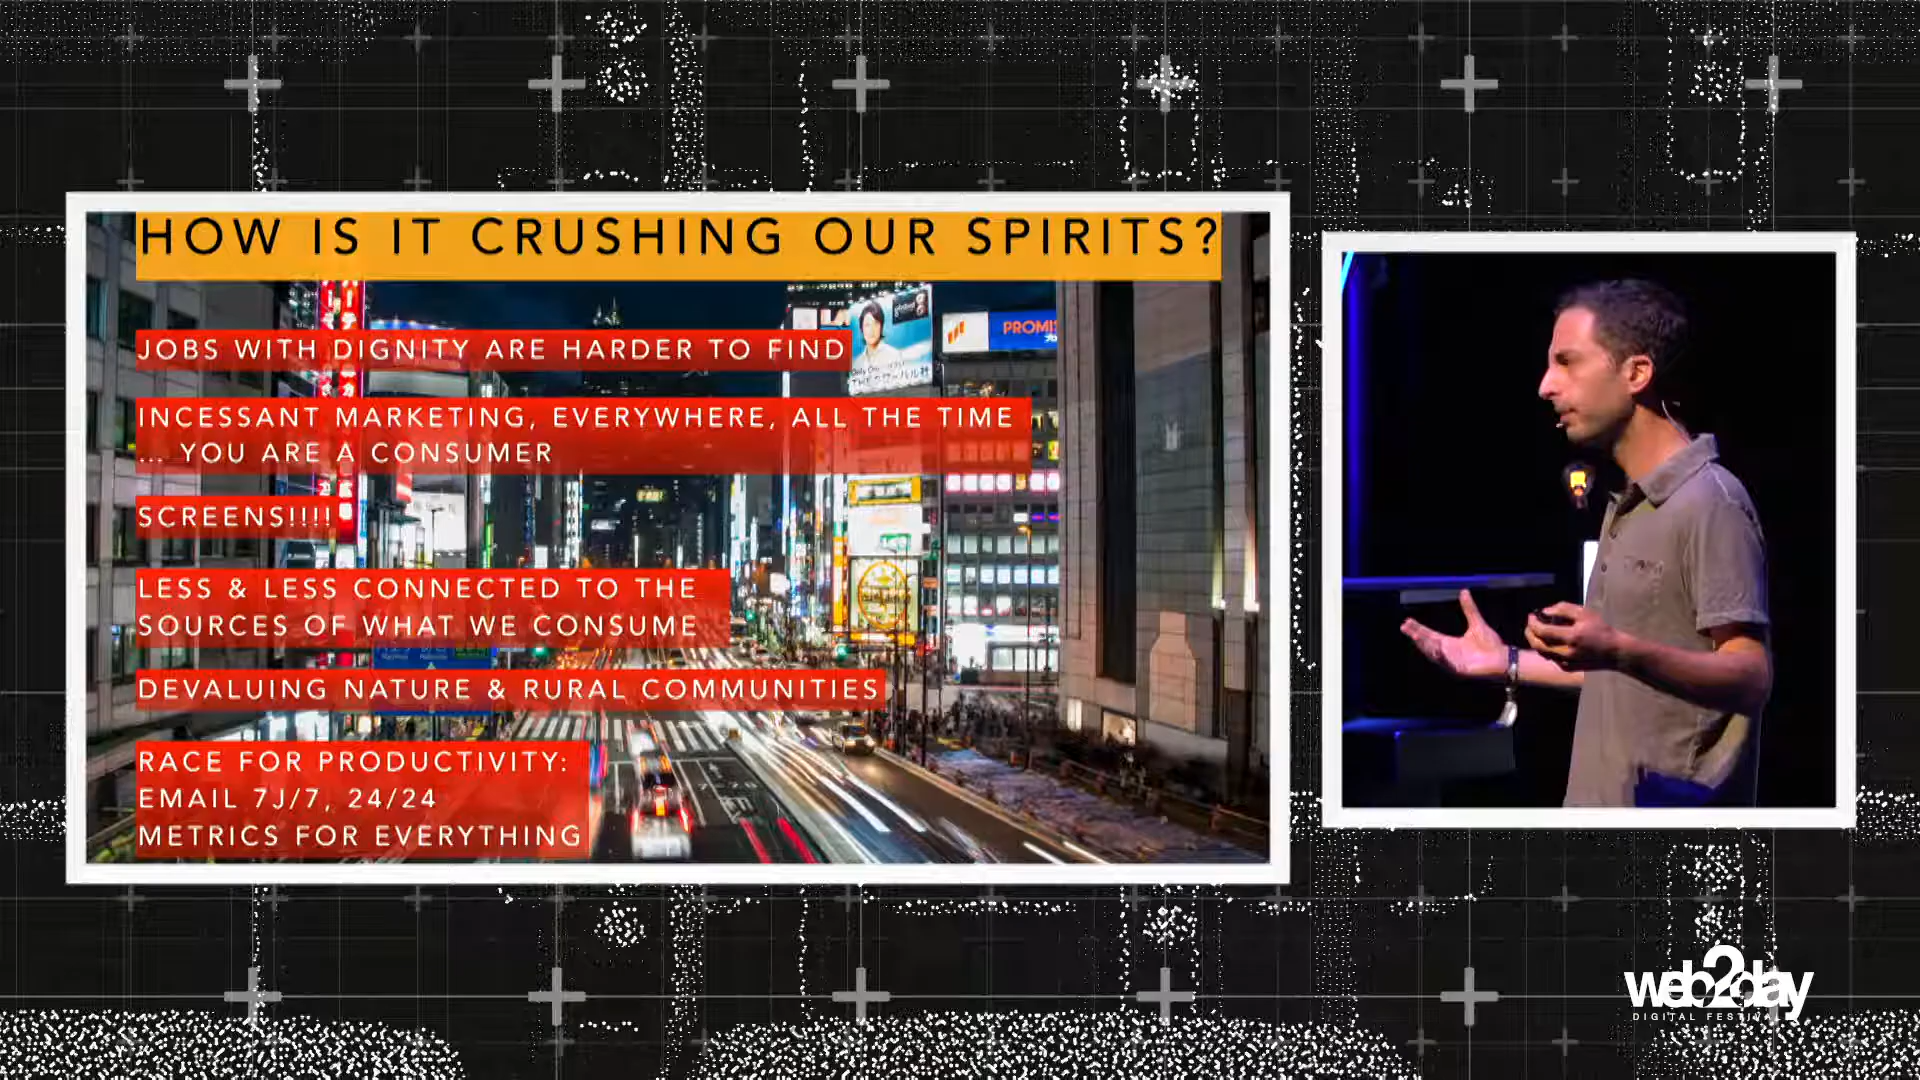 HOW IS IT CRUSHING OUR SPIRITS?
JOBS WITH DIGNITY ARE HARDER TO FIND
INCESSANT MARKETING, EVERYWHERE, ALL THE TIME
... YOU ARE A CONSUMER
SCREENS!!!!
LESS & LESS CONNECTED TO THE
SOURCES OF WHAT WE CONSUME
DEVALUING NATURE & RURAL COMMUNITIES
RACE FOR PRODUCTIVITY:
EMAIL 7J/7, 24/24
METRICS FOR EVERYTHING
PROMIS
web2day
DIGITAL FESTIVAL